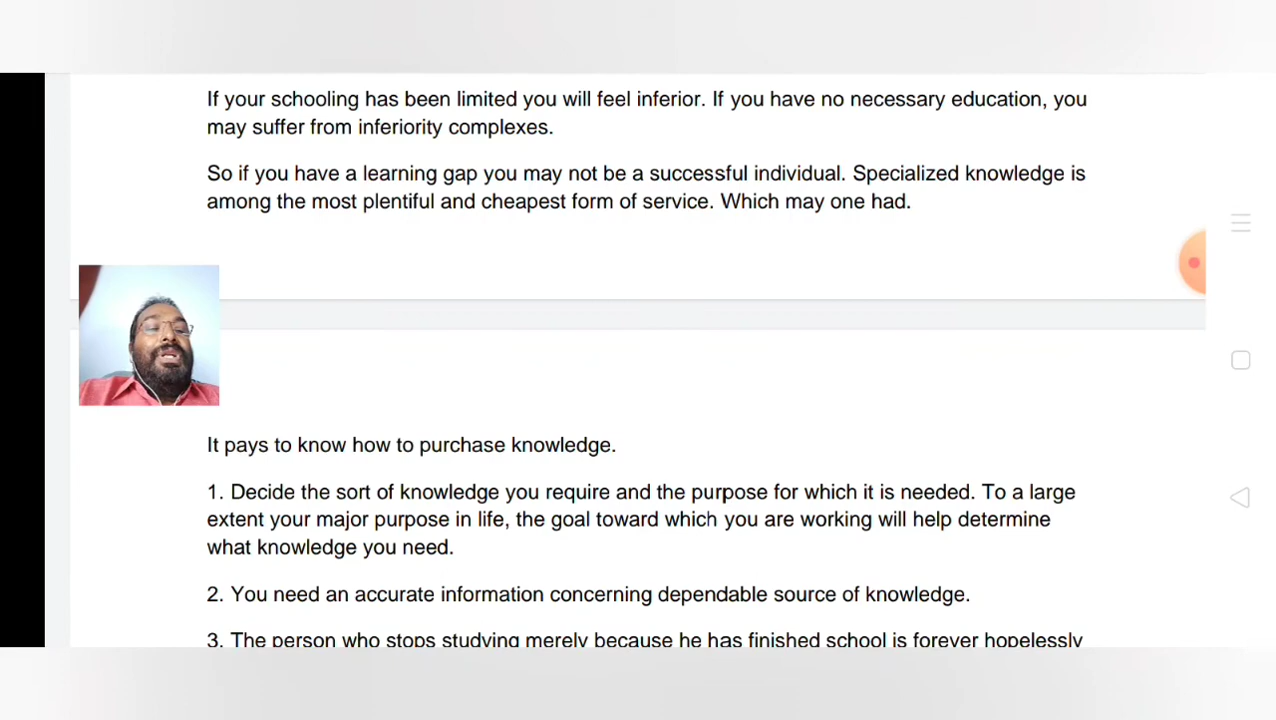 If your schooling has been limited you will feel inferior. If you have no necessary education, you
may suffer from inferiority complexes.
So if you have a learning gap you may not be a successful individual. Specialized knowledge is
among the most plentiful and cheapest form of service. Which may one had.
It pays to know how to purchase knowledge.
1. Decide the sort of knowledge you require and the purpose for which it is needed. To a large
extent your major purpose in life, the goal toward which you are working will help determine
what knowledge you need.
2. You need an accurate information concerning dependable source of knowledge.
3. The person who stops studying merely because he has finished school is forever hopelessly